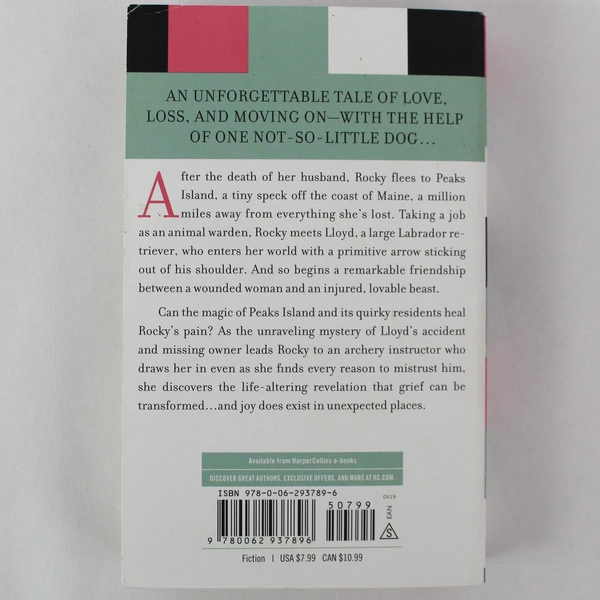 AN UNFORGETTABLE TALE OF LOVE,
LOSS, AND MOVING ON—WITH THE HELP
OF ONE NOT-SO-LITTLE DOG...
After the death of her husband, Rocky flees to Peaks
Island, a tiny speck off the coast of Maine, a million
miles away from everything she's lost. Taking a job
as an animal warden, Rocky meets Lloyd, a large Labrador re-
triever, who enters her world with a primitive arrow sticking
out of his shoulder. And so begins a remarkable friendship
between a wounded woman and an injured, lovable beast.
Can the magic of Peaks Island and its quirky residents heal
Rocky's pain? As the unraveling mystery of Lloyd's accident
and missing owner leads Rocky to an archery instructor who
draws her in even as she finds every reason to mistrust him,
she discovers the life-altering revelation that grief can be
transformed...and joy does exist in unexpected places.
Available from HarperCollins e-books
DISCOVER GREAT AUTHORS, EXCLUSIVE OFFERS, AND MORE AT HC.COM.
ISBN 978-0-06-293789-6
0519
50799
EAN
S
9 780062 937896
Fiction | USA $7.99 CAN $10.99